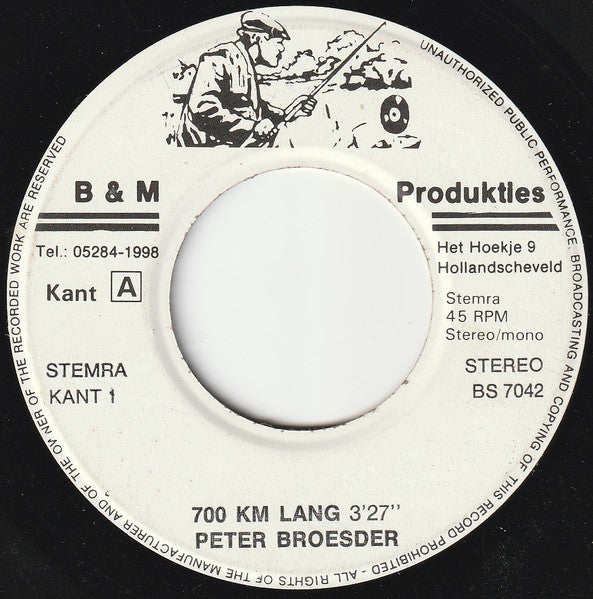 B & M Produkties
Tel.: 05284-1998
Het Hoekje 9
Hollandscheveld
Kant A
Stemra
45 RPM
Stereo/mono
STEMRA
KANT 1
STEREO
BS 7042
700 KM LANG 3'27''
PETER BROESDER
UNAUTHORIZED PUBLIC PERFORMANCE. BROADCASTING AND COPYING OF THIS RECORD PROHIBITED - ALL RIGHTS OF THE MANUFACTURER AND OF THE OWNER OF THE RECORDED WORK ARE RESERVED